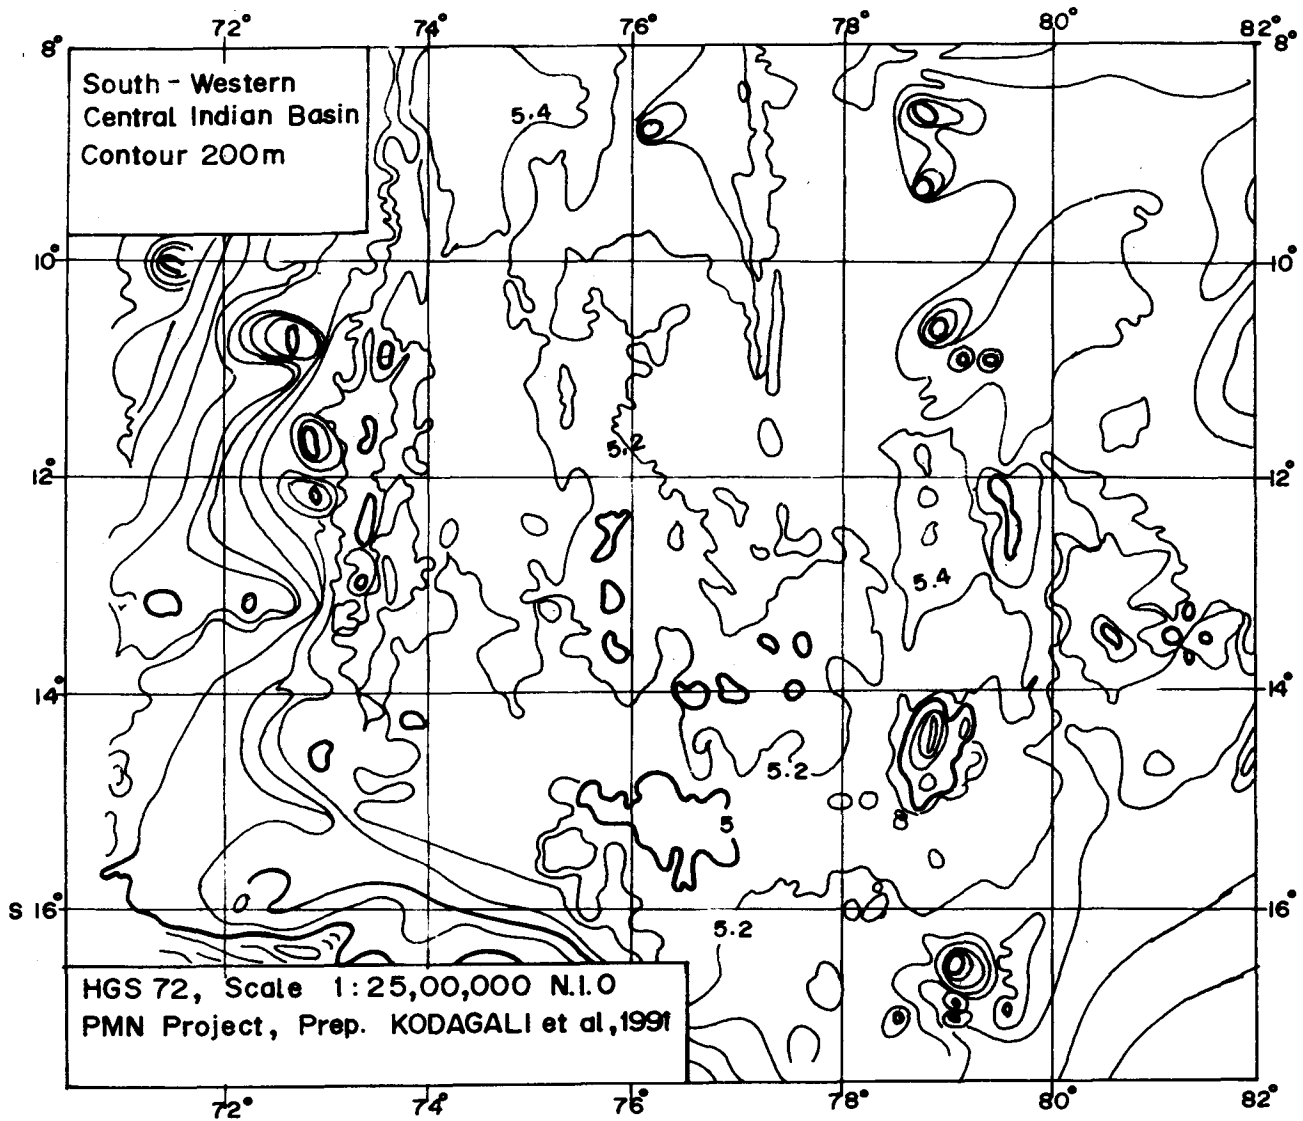 72° 74° 76° 78° 80° 82°
8° 8°
South - Western
Central Indian Basin
Contour 200m
5.4
10° 10°
5.2
12° 12°
5.4
14° 14°
5.2
5
S 16° 16°
5.2
HGS 72, Scale 1:25,00,000 N.I.O
PMN Project, Prep. KODAGALI et al,1991
72° 74° 76° 78° 80° 82°